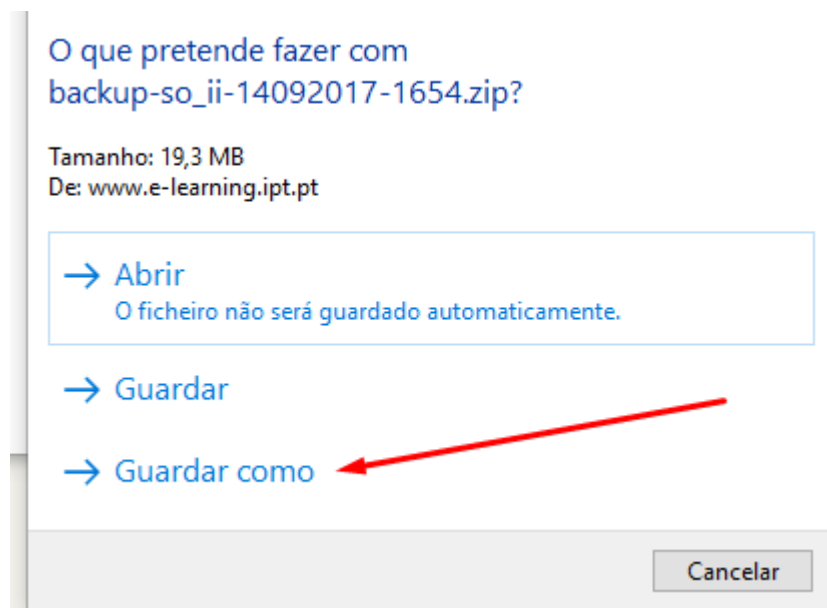 O que pretende fazer com
backup-so_ii-14092017-1654.zip?
Tamanho: 19,3 MB
De: www.e-learning.ipt.pt
→ Abrir
O ficheiro não será guardado automaticamente.
→ Guardar
→ Guardar como
Cancelar